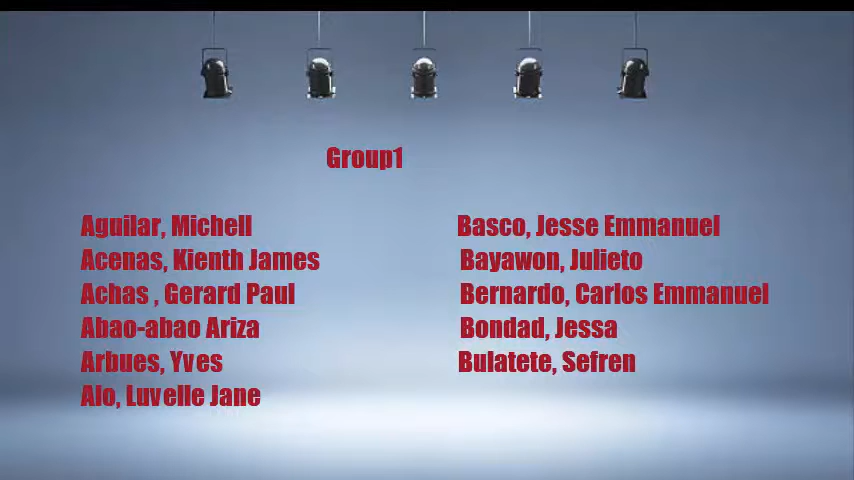 Group1
Aguilar, Michell
Acenas, Kienth James
Achas , Gerard Paul
Abao-abao Ariza
Arbues, Yves
Alo, Luvelle Jane
Basco, Jesse Emmanuel
Bayawon, Julieto
Bernardo, Carlos Emmanuel
Bondad, Jessa
Bulatete, Sefren